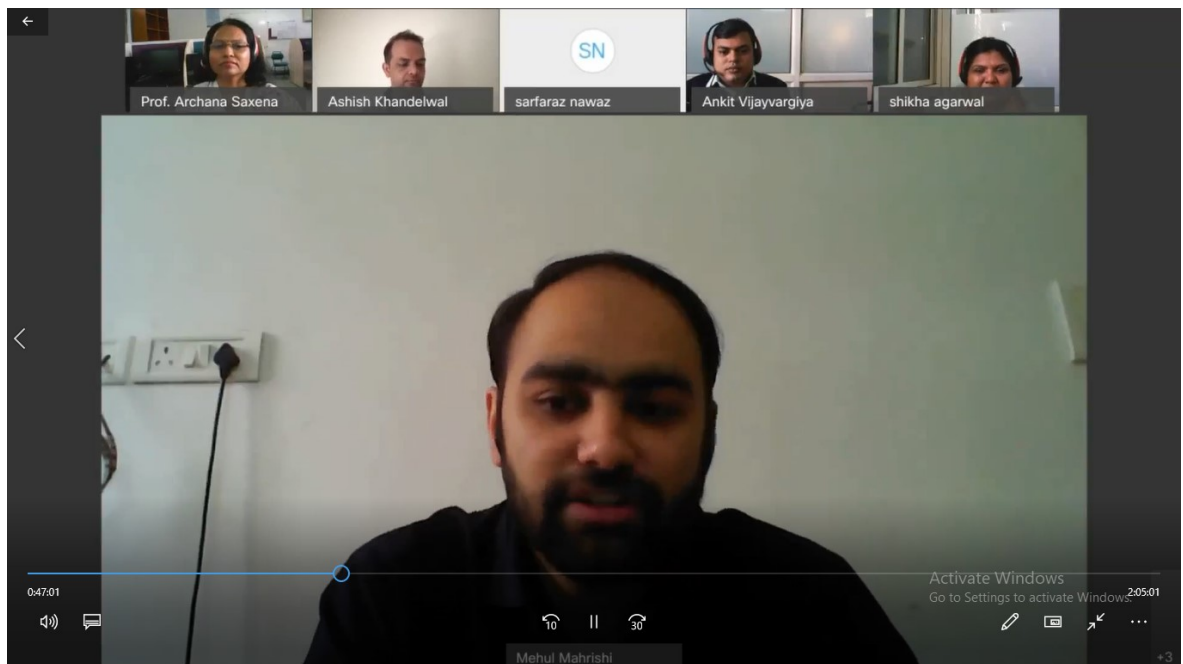 SN
Prof. Archana Saxena
Ashish Khandelwal
sarfaraz nawaz
Ankit Vijayvargiya
shikha agarwal
Activate Windows
Go to Settings to activate Windows.
0:47:01
2:05:01
10
30
Mehul Mahrishi
+3